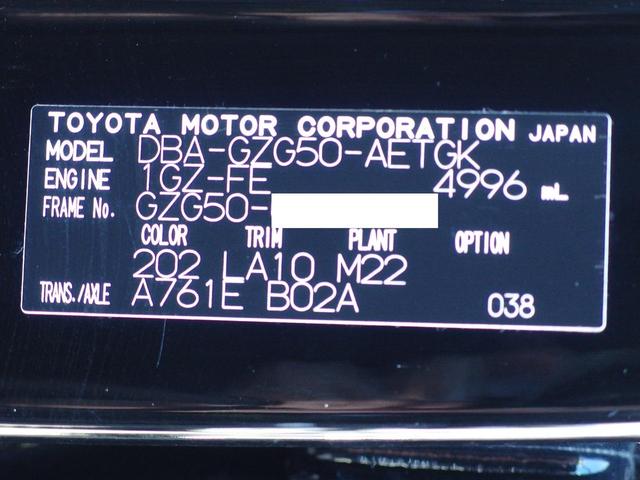 TOYOTA MOTOR CORPORATION JAPAN
MODEL DBA-GZG50-AETGK
ENGINE 1GZ-FE 4996 mL
FRAME No. GZG50-
COLOR TRIM PLANT OPTION
202 LA10 M22
TRANS./AXLE A761E B02A 038